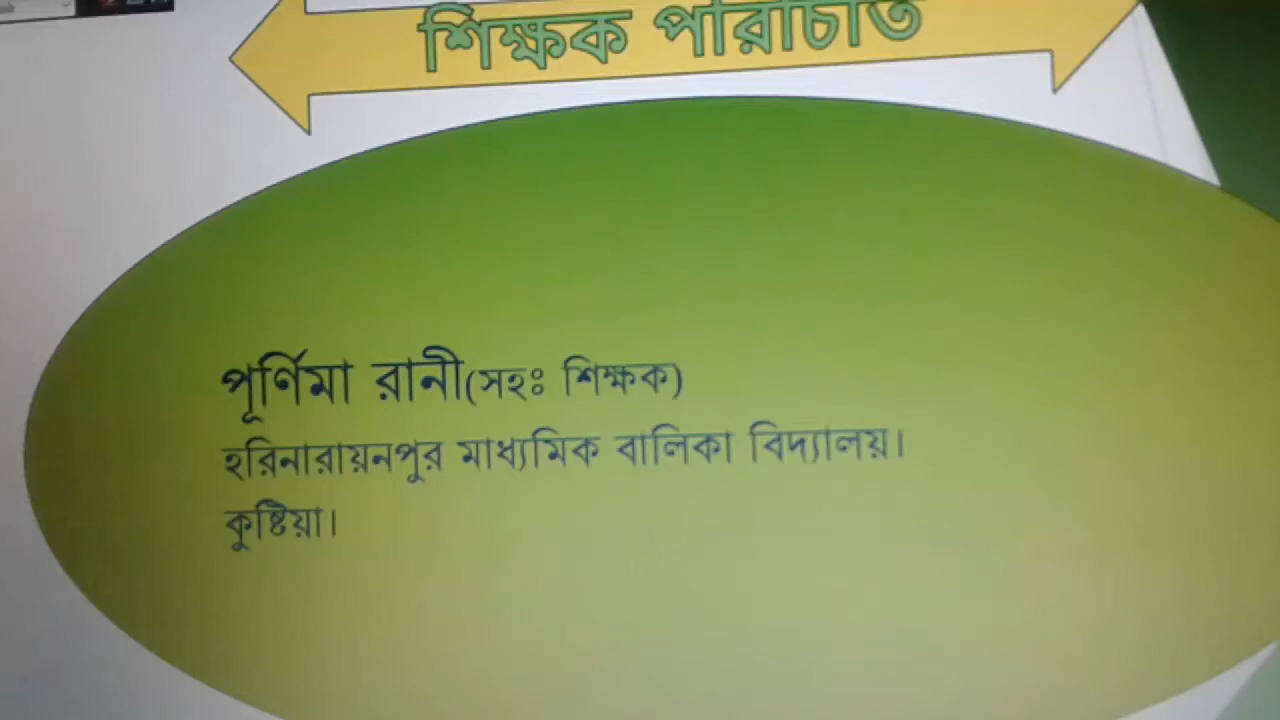 শিক্ষক পরিচিতি
পূর্ণিমা রানী(সহঃ শিক্ষক)
হরিনারায়নপুর মাধ্যমিক বালিকা বিদ্যালয়।
কুষ্টিয়া।